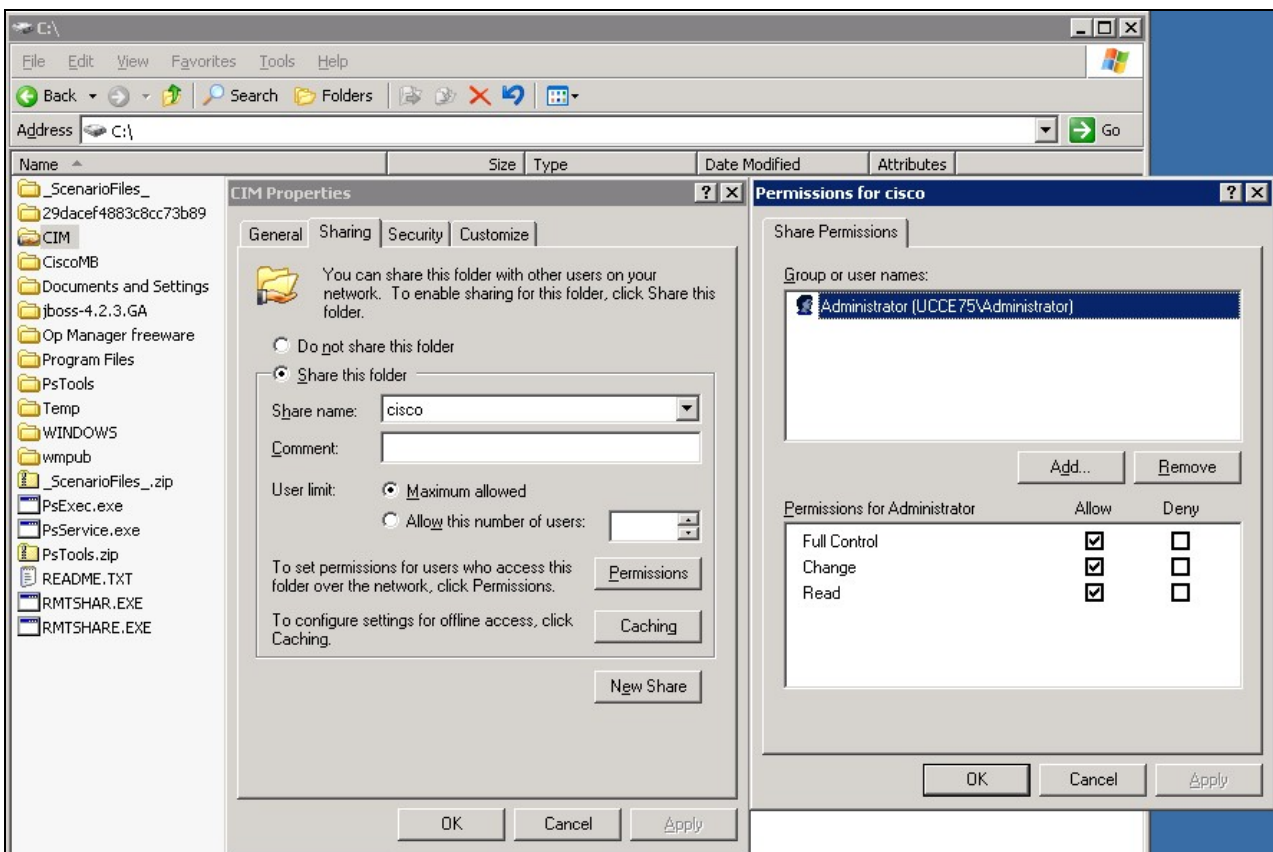 C:\
File Edit View Favorites Tools Help
Back Search Folders
Address C:\ Go
Name Size Type Date Modified Attributes
_ScenarioFiles_
29dacef4883c8cc73b89
CIM
CiscoMB
Documents and Settings
jboss-4.2.3.GA
Op Manager freeware
Program Files
PsTools
Temp
WINDOWS
wmpub
_ScenarioFiles_.zip
PsExec.exe
PsService.exe
PsTools.zip
README.TXT
RMTSHAR.EXE
RMTSHARE.EXE
CIM Properties
General Sharing Security Customize
You can share this folder with other users on your
network. To enable sharing for this folder, click Share this
folder.
Do not share this folder
Share this folder
Share name: cisco
Comment:
User limit: Maximum allowed
Allow this number of users:
To set permissions for users who access this
folder over the network, click Permissions.
Permissions
To configure settings for offline access, click
Caching.
Caching
New Share
OK Cancel Apply
Permissions for cisco
Share Permissions
Group or user names:
Administrator (UCCE75\Administrator)
Add... Remove
Permissions for Administrator Allow Deny
Full Control
Change
Read
OK Cancel Apply